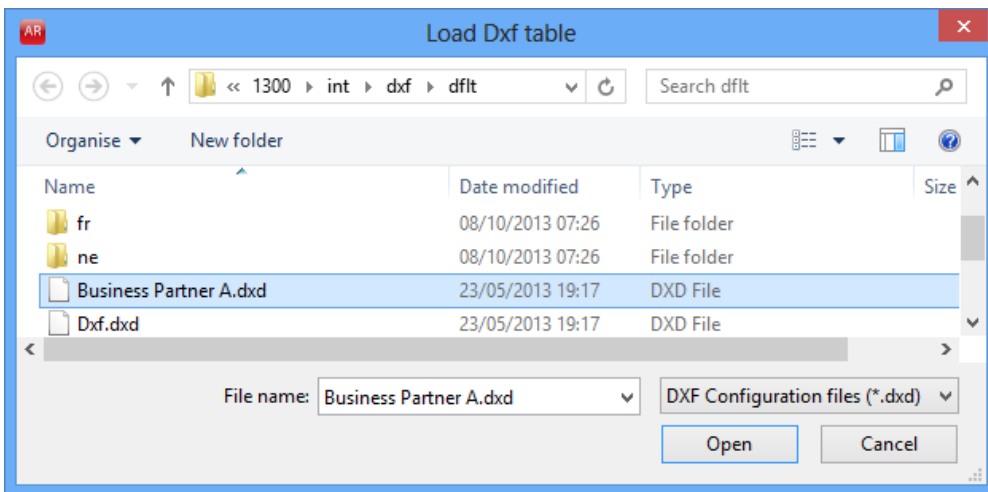 AR Load Dxf table
« 1300 int dxf dflt Search dflt
Organise New folder
Name Date modified Type Size
fr 08/10/2013 07:26 File folder
ne 08/10/2013 07:26 File folder
Business Partner A.dxd 23/05/2013 19:17 DXD File
Dxf.dxd 23/05/2013 19:17 DXD File
File name: Business Partner A.dxd DXF Configuration files (*.dxd)
Open Cancel